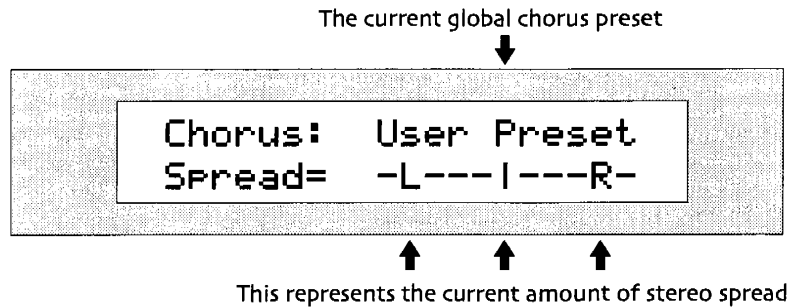 The current global chorus preset
Chorus: User Preset
Spread= -L---|---R-
This represents the current amount of stereo spread